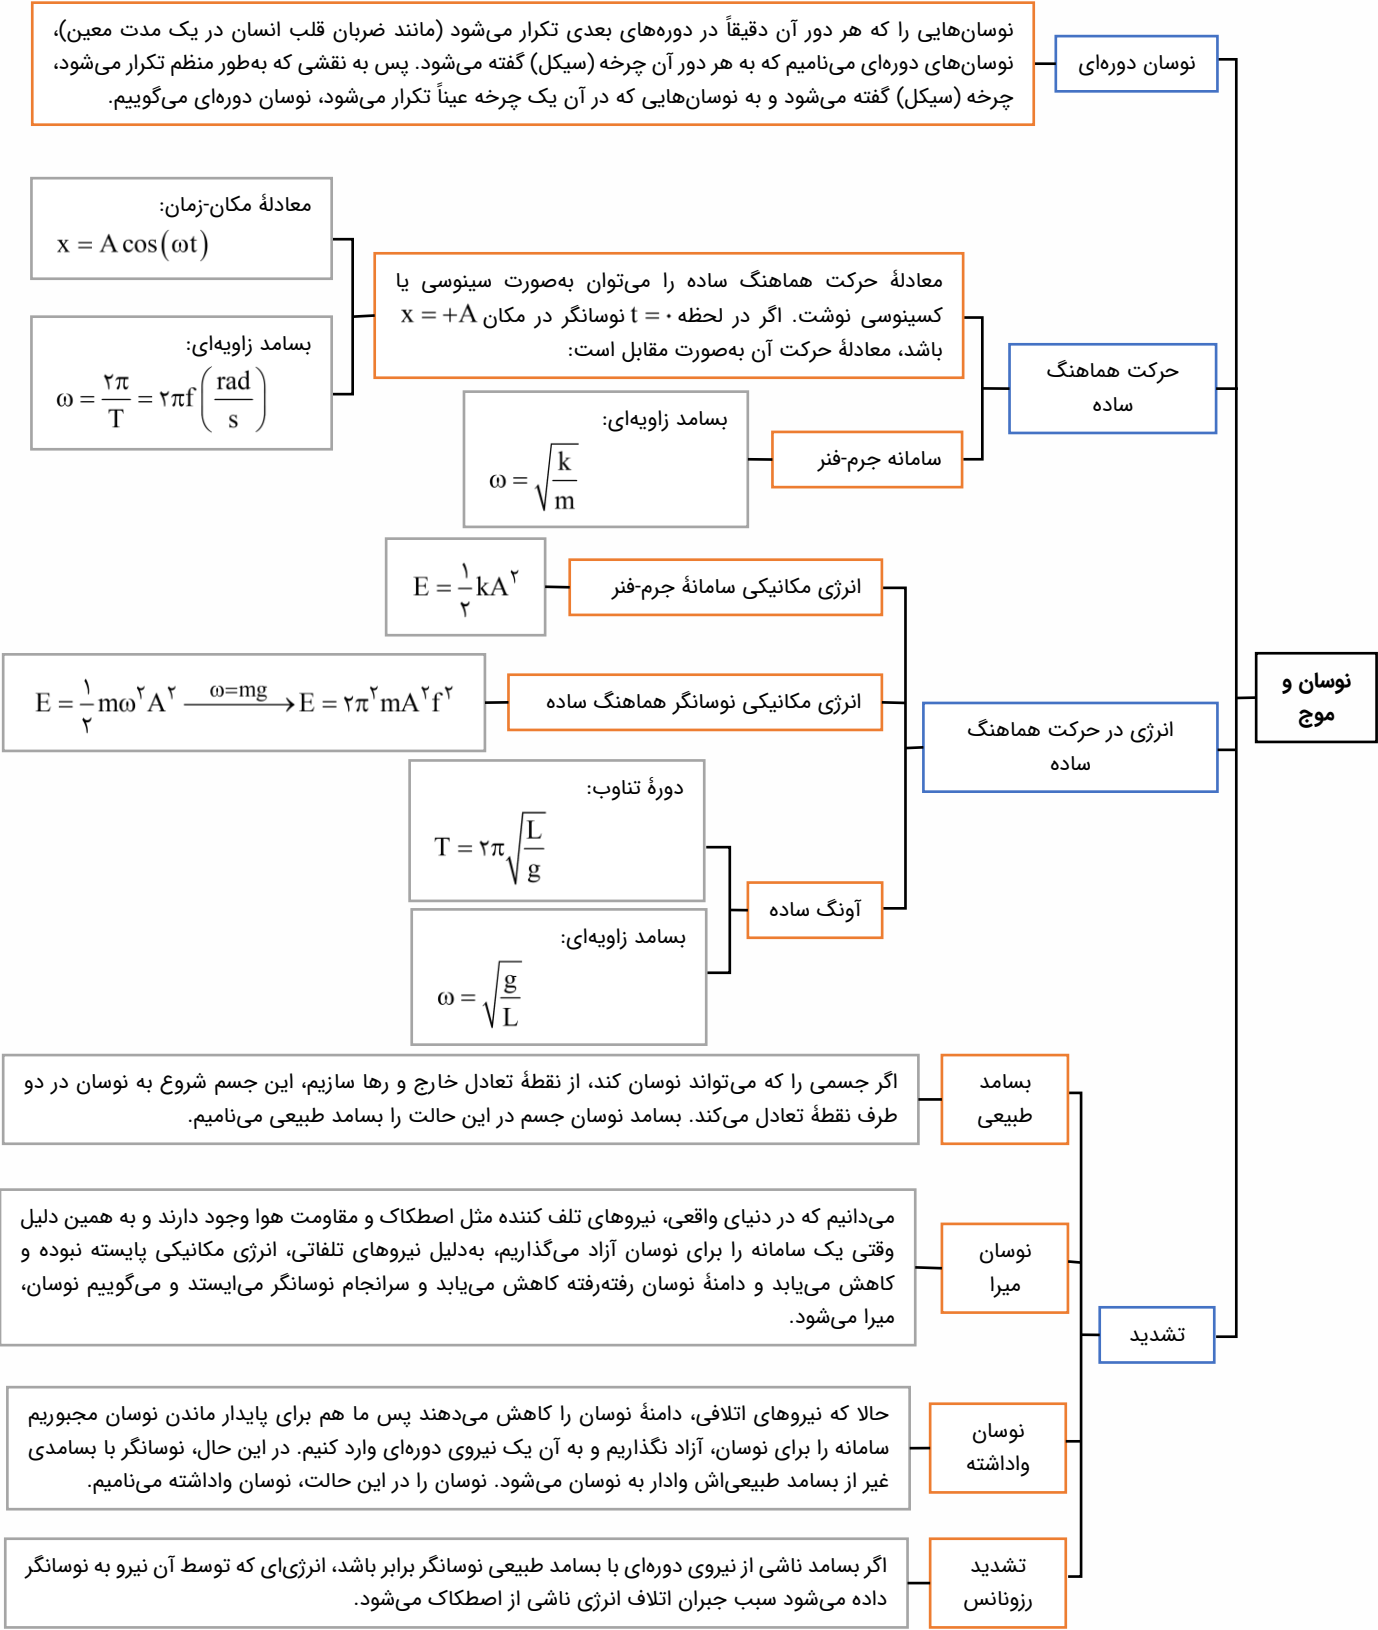 نوسان و
موج
نوسان دوره‌ای
نوسان‌هایی را که هر دور آن دقیقاً در دوره‌های بعدی تکرار می‌شود (مانند ضربان قلب انسان در یک مدت معین)،
نوسان‌های دوره‌ای می‌نامیم که به هر دور آن چرخه (سیکل) گفته می‌شود. پس به نقشی که به‌طور منظم تکرار می‌شود،
چرخه (سیکل) گفته می‌شود و به نوسان‌هایی که در آن یک چرخه عیناً تکرار می‌شود، نوسان دوره‌ای می‌گوییم.
حرکت هماهنگ
ساده
معادلهٔ حرکت هماهنگ ساده را می‌توان به‌صورت سینوسی یا
کسینوسی نوشت. اگر در لحظه t = ۰ نوسانگر در مکان x = +A
باشد، معادلهٔ حرکت آن به‌صورت مقابل است:
معادلهٔ مکان-زمان:
x = A cos(ωt)
بسامد زاویه‌ای:
ω = ۲π/T = ۲πf (rad/s)
سامانه جرم-فنر
بسامد زاویه‌ای:
ω = √(k/m)
انرژی در حرکت هماهنگ
ساده
انرژی مکانیکی سامانهٔ جرم-فنر
E = ۱/۲ kA^۲
انرژی مکانیکی نوسانگر هماهنگ ساده
E = ۱/۲ mω^۲A^۲ —ω=mg→ E = ۲π^۲mA^۲f^۲
آونگ ساده
دورهٔ تناوب:
T = ۲π√(L/g)
بسامد زاویه‌ای:
ω = √(g/L)
تشدید
بسامد
طبیعی
اگر جسمی را که می‌تواند نوسان کند، از نقطهٔ تعادل خارج و رها سازیم، این جسم شروع به نوسان در دو
طرف نقطهٔ تعادل می‌کند. بسامد نوسان جسم در این حالت را بسامد طبیعی می‌نامیم.
نوسان
میرا
می‌دانیم که در دنیای واقعی، نیروهای تلف کننده مثل اصطکاک و مقاومت هوا وجود دارند و به همین دلیل
وقتی یک سامانه را برای نوسان آزاد می‌گذاریم، به‌دلیل نیروهای تلفاتی، انرژی مکانیکی پایسته نبوده و
کاهش می‌یابد و دامنهٔ نوسان رفته‌رفته کاهش می‌یابد و سرانجام نوسانگر می‌ایستد و می‌گوییم نوسان،
میرا می‌شود.
نوسان
واداشته
حالا که نیروهای اتلافی، دامنهٔ نوسان را کاهش می‌دهند پس ما هم برای پایدار ماندن نوسان مجبوریم
سامانه را برای نوسان، آزاد نگذاریم و به آن یک نیروی دوره‌ای وارد کنیم. در این حال، نوسانگر با بسامدی
غیر از بسامد طبیعی‌اش وادار به نوسان می‌شود. نوسان را در این حالت، نوسان واداشته می‌نامیم.
تشدید
رزونانس
اگر بسامد ناشی از نیروی دوره‌ای با بسامد طبیعی نوسانگر برابر باشد، انرژی‌ای که توسط آن نیرو به نوسانگر
داده می‌شود سبب جبران اتلاف انرژی ناشی از اصطکاک می‌شود.